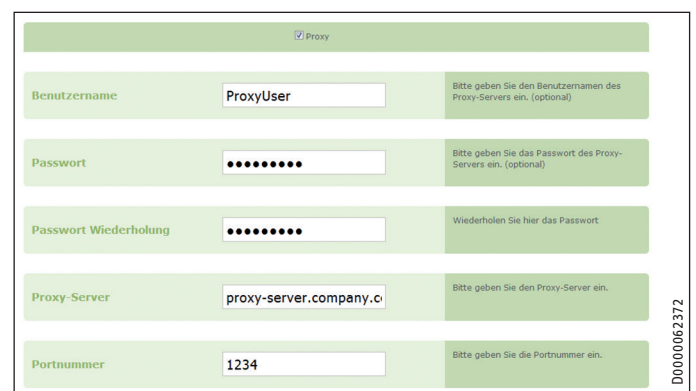 Proxy
Benutzername
ProxyUser
Bitte geben Sie den Benutzernamen des
Proxy-Servers ein. (optional)
Passwort
●●●●●●●●●
Bitte geben Sie das Passwort des Proxy-
Servers ein. (optional)
Passwort Wiederholung
●●●●●●●●●
Wiederholen Sie hier das Passwort
Proxy-Server
proxy-server.company.c
Bitte geben Sie den Proxy-Server ein.
Portnummer
1234
Bitte geben Sie die Portnummer ein.
D0000062372